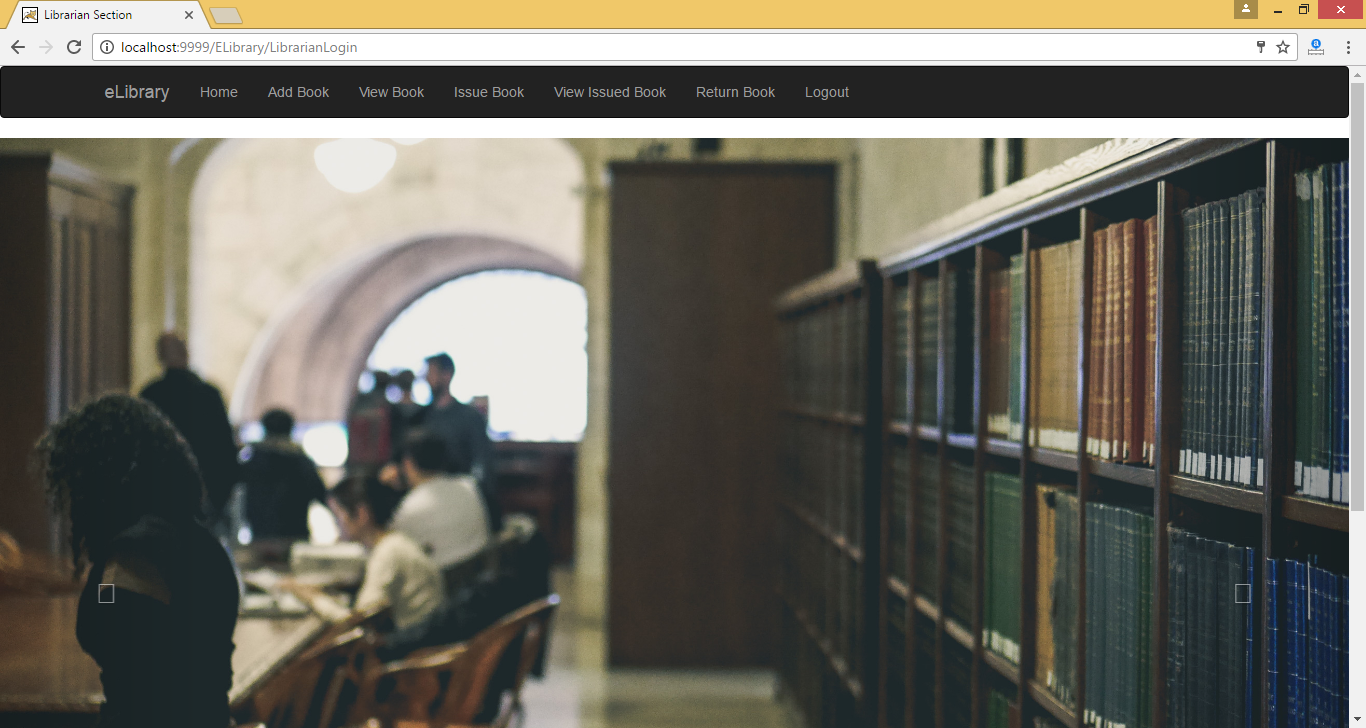 Librarian Section
localhost:9999/ELibrary/LibrarianLogin
eLibrary Home Add Book View Book Issue Book View Issued Book Return Book Logout